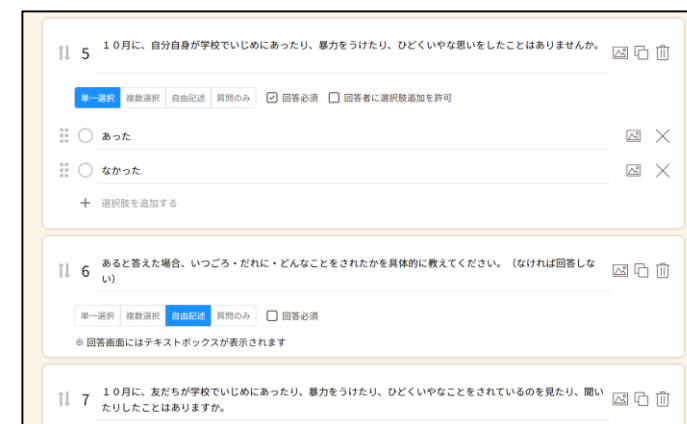 5 １０月に、自分自身が学校でいじめにあったり、暴力をうけたり、ひどくいやな思いをしたことはありませんか。
単一選択 複数選択 自由記述 質問のみ 回答必須 回答者に選択肢追加を許可
あった
なかった
+ 選択肢を追加する
6 あると答えた場合、いつごろ・だれに・どんなことをされたかを具体的に教えてください。（なければ回答しな
い）
単一選択 複数選択 自由記述 質問のみ 回答必須
※ 回答画面にはテキストボックスが表示されます
7 １０月に、友だちが学校でいじめにあったり、暴力をうけたり、ひどくいやなことをされているのを見たり、聞い
たりしたことはありますか。